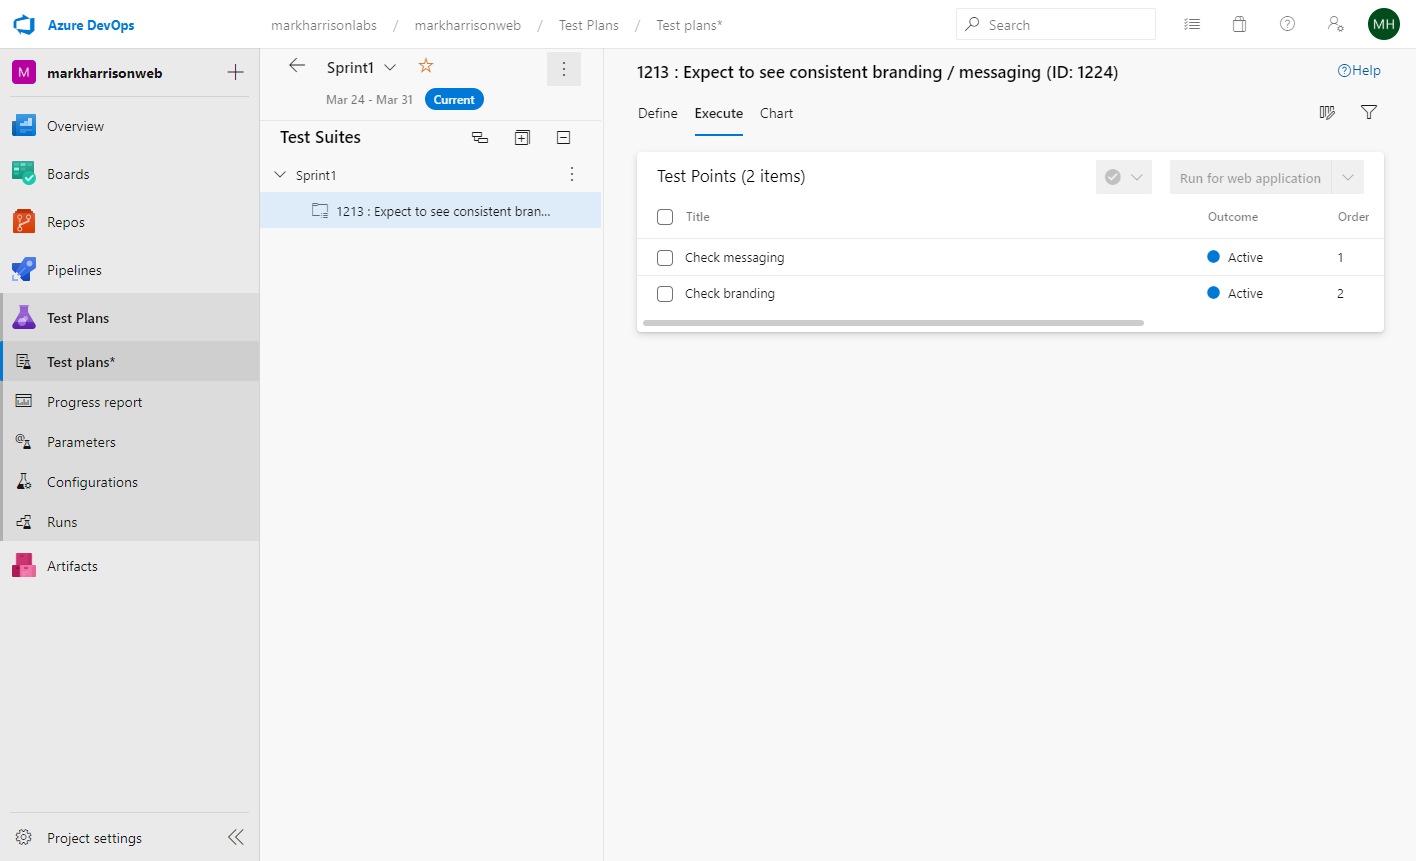 Azure DevOps
markharrisonlabs / markharrisonweb / Test Plans / Test plans*
Search
MH
M markharrisonweb
Overview
Boards
Repos
Pipelines
Test Plans
Test plans*
Progress report
Parameters
Configurations
Runs
Artifacts
Project settings
Sprint1
Mar 24 - Mar 31 Current
Test Suites
Sprint1
1213 : Expect to see consistent bran...
1213 : Expect to see consistent branding / messaging (ID: 1224)
Help
Define Execute Chart
Test Points (2 items)
Run for web application
Title Outcome Order
Check messaging Active 1
Check branding Active 2